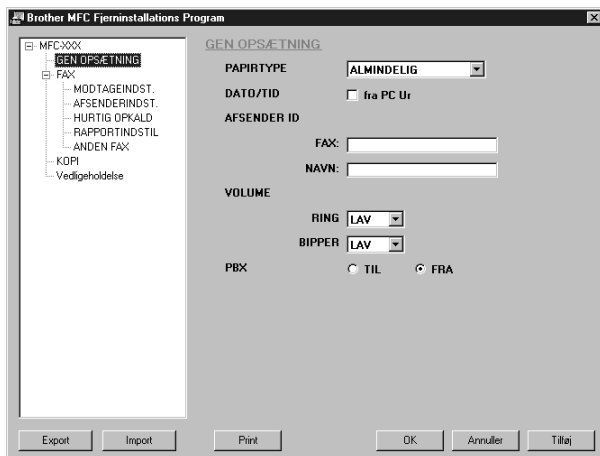 Brother MFC Fjerninstallations Program
MFC-XXX
GEN OPSÆTNING
FAX
MODTAGEINDST.
AFSENDERINDST.
HURTIG OPKALD
RAPPORTINDSTIL
ANDEN FAX
KOPI
Vedligeholdelse
GEN OPSÆTNING
PAPIRTYPE ALMINDELIG
DATO/TID fra PC Ur
AFSENDER ID
FAX:
NAVN:
VOLUME
RING LAV
BIPPER LAV
PBX TIL FRA
Export Import Print OK Annuller Tilføj